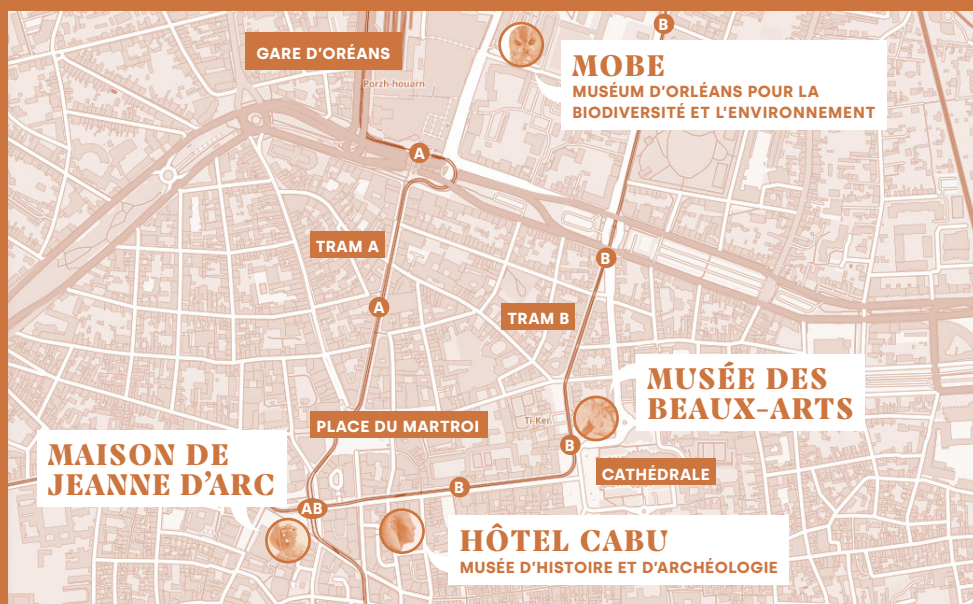 B
GARE D'ORÉANS
Porzh-houarn
MOBE
MUSÉUM D'ORLÉANS POUR LA
BIODIVERSITÉ ET L'ENVIRONNEMENT
A
TRAM A
B
A
TRAM B
MUSÉE DES
BEAUX-ARTS
PLACE DU MARTROI
Ti-Ker
B
MAISON DE
JEANNE D'ARC
CATHÉDRALE
B
AB
HÔTEL CABU
MUSÉE D'HISTOIRE ET D'ARCHÉOLOGIE